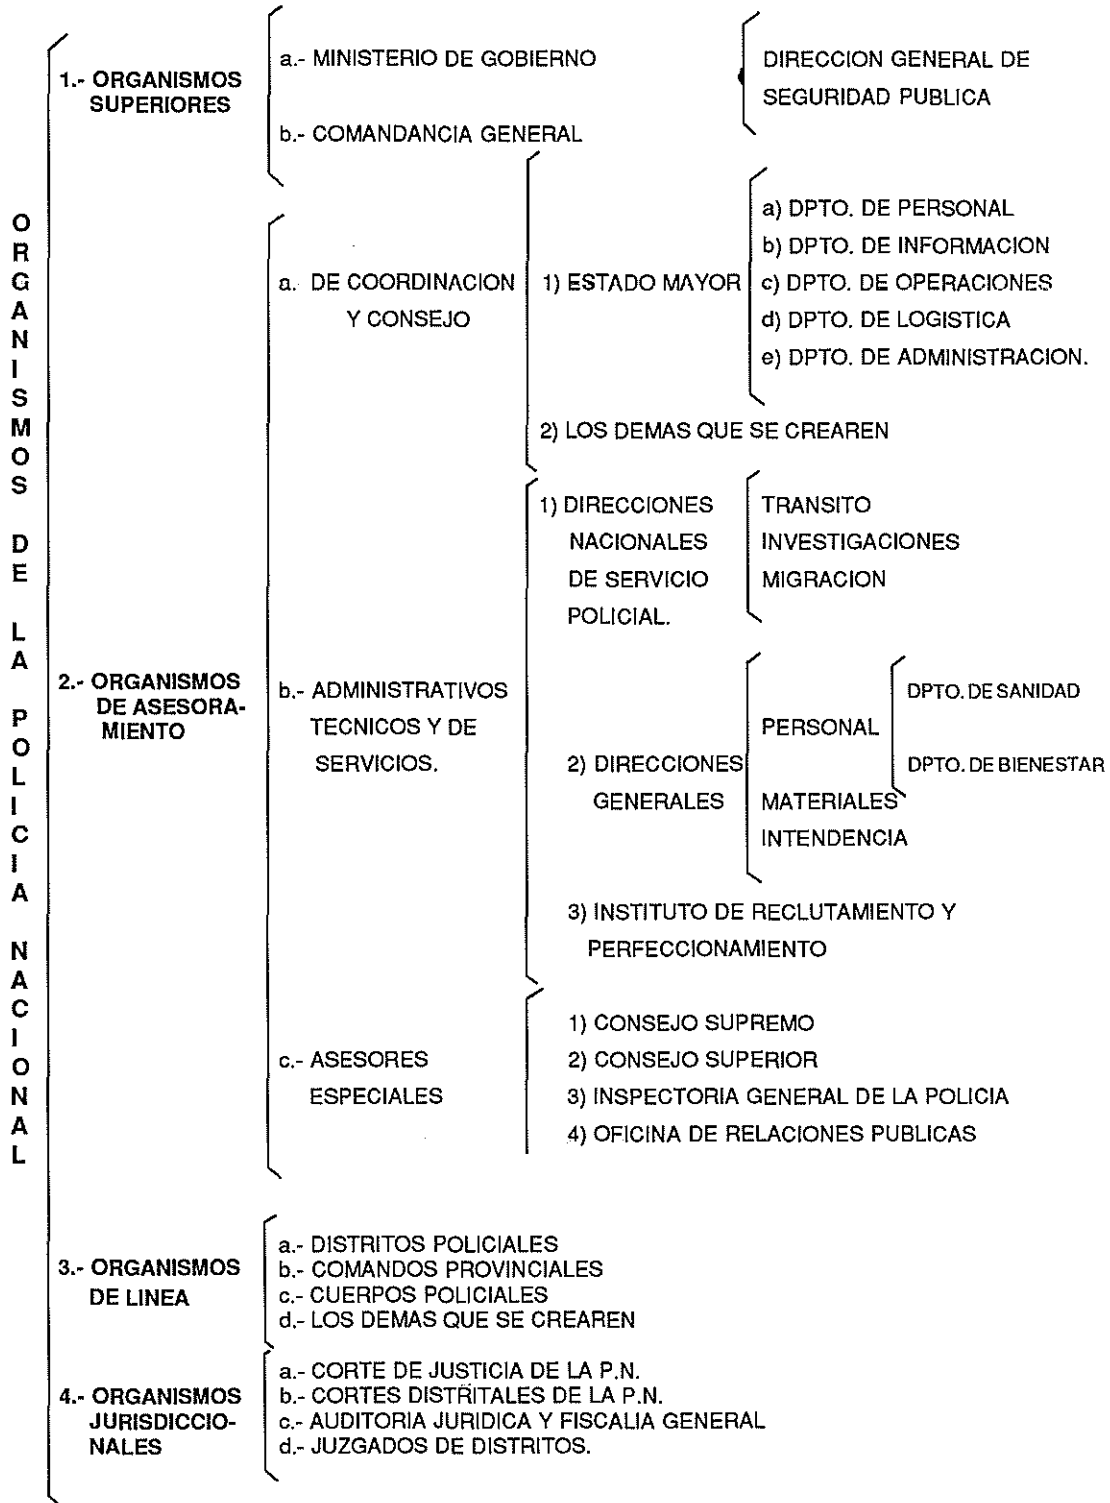 ORGANISMOS DE LA POLICIA NACIONAL
1.- ORGANISMOS
SUPERIORES
a.- MINISTERIO DE GOBIERNO
DIRECCION GENERAL DE
SEGURIDAD PUBLICA
b.- COMANDANCIA GENERAL
2.- ORGANISMOS
DE ASESORA-
MIENTO
a. DE COORDINACION
Y CONSEJO
1) ESTADO MAYOR
a) DPTO. DE PERSONAL
b) DPTO. DE INFORMACION
c) DPTO. DE OPERACIONES
d) DPTO. DE LOGISTICA
e) DPTO. DE ADMINISTRACION.
2) LOS DEMAS QUE SE CREAREN
b.- ADMINISTRATIVOS
TECNICOS Y DE
SERVICIOS.
1) DIRECCIONES
NACIONALES
DE SERVICIO
POLICIAL.
TRANSITO
INVESTIGACIONES
MIGRACION
2) DIRECCIONES
GENERALES
PERSONAL
DPTO. DE SANIDAD
DPTO. DE BIENESTAR
MATERIALES
INTENDENCIA
3) INSTITUTO DE RECLUTAMIENTO Y
PERFECCIONAMIENTO
c.- ASESORES
ESPECIALES
1) CONSEJO SUPREMO
2) CONSEJO SUPERIOR
3) INSPECTORIA GENERAL DE LA POLICIA
4) OFICINA DE RELACIONES PUBLICAS
3.- ORGANISMOS
DE LINEA
a.- DISTRITOS POLICIALES
b.- COMANDOS PROVINCIALES
c.- CUERPOS POLICIALES
d.- LOS DEMAS QUE SE CREAREN
4.- ORGANISMOS
JURISDICCIO-
NALES
a.- CORTE DE JUSTICIA DE LA P.N.
b.- CORTES DISTRITALES DE LA P.N.
c.- AUDITORIA JURIDICA Y FISCALIA GENERAL
d.- JUZGADOS DE DISTRITOS.